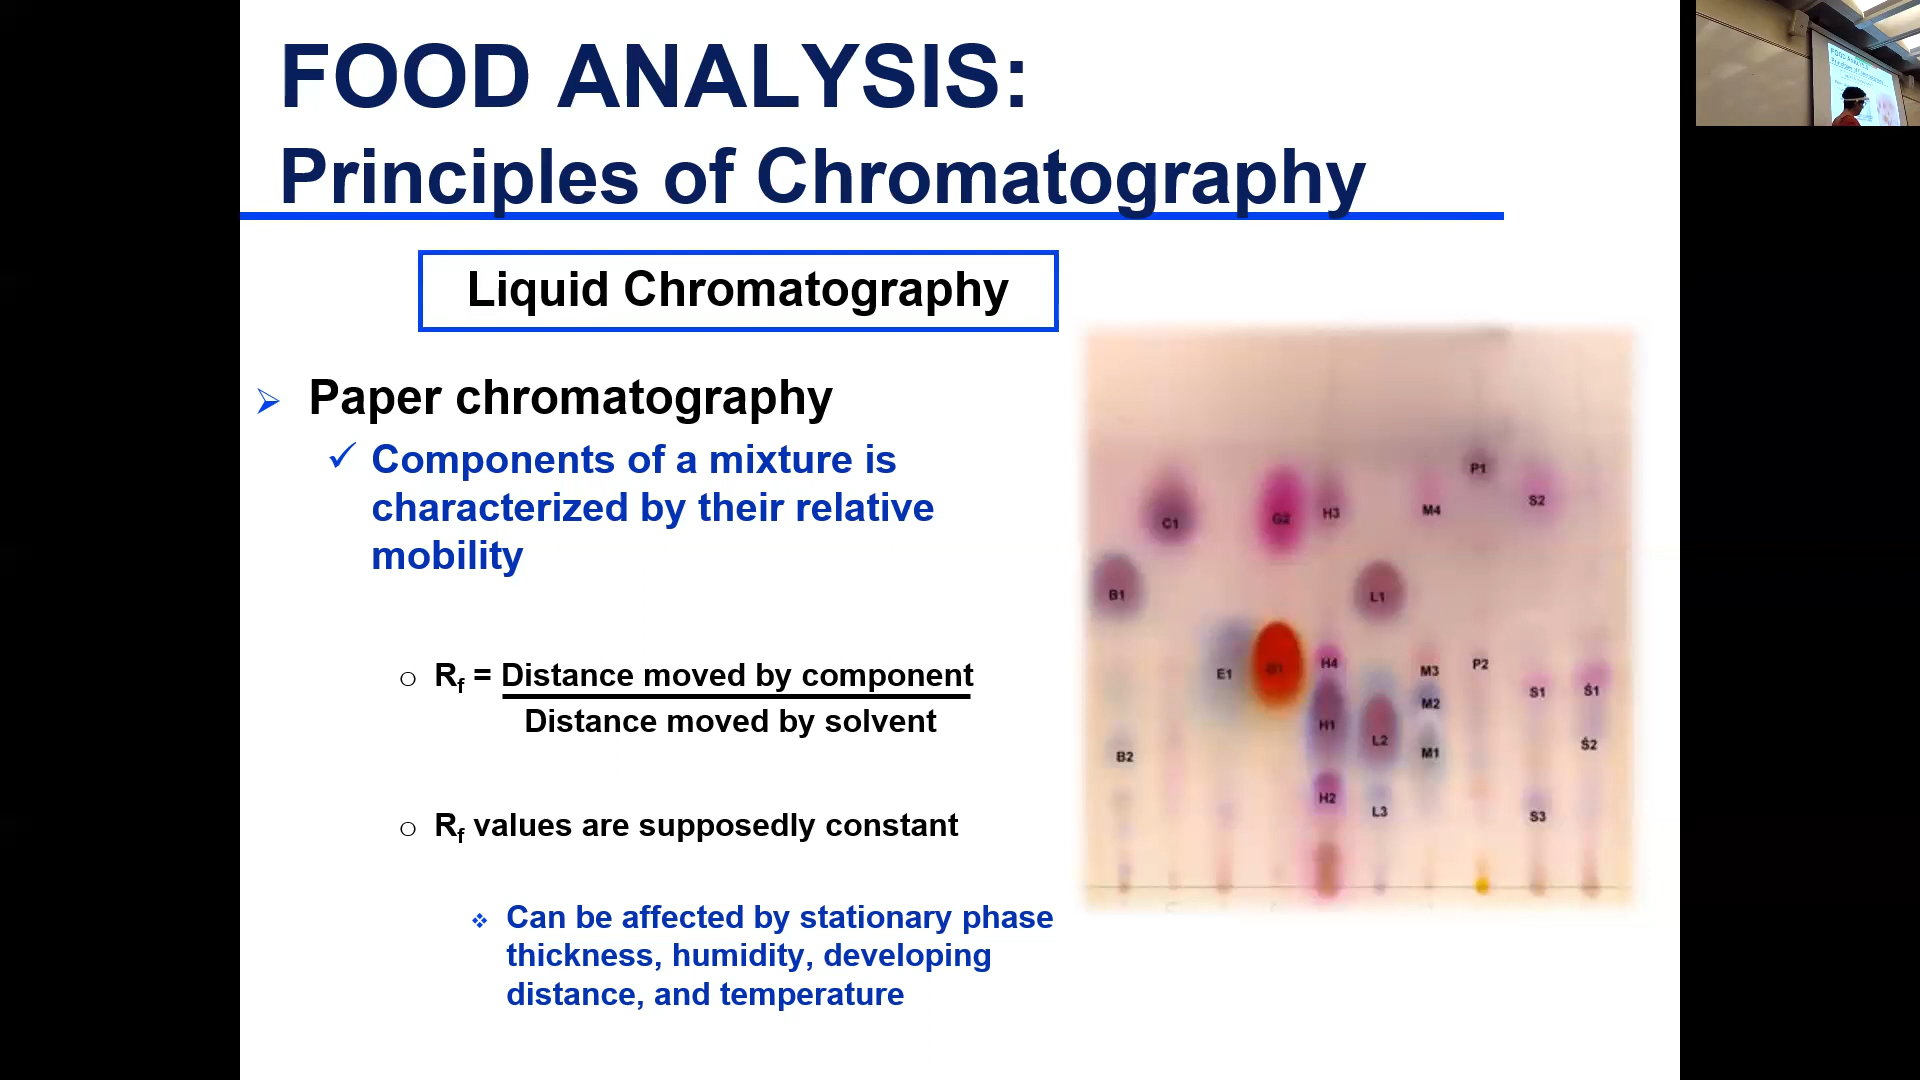 FOOD ANALYSIS:
Principles of Chromatography
Liquid Chromatography
➢ Paper chromatography
✓ Components of a mixture is
characterized by their relative
mobility
o Rf = Distance moved by component
Distance moved by solvent
o Rf values are supposedly constant
❖ Can be affected by stationary phase
thickness, humidity, developing
distance, and temperature
P1
C1 G2 H3 M4 S2
B1 L1
E1 H4 M3 P2 S1 Ś1
H1 L2 M2
B2 M1 Ś2
H2 L3 S3